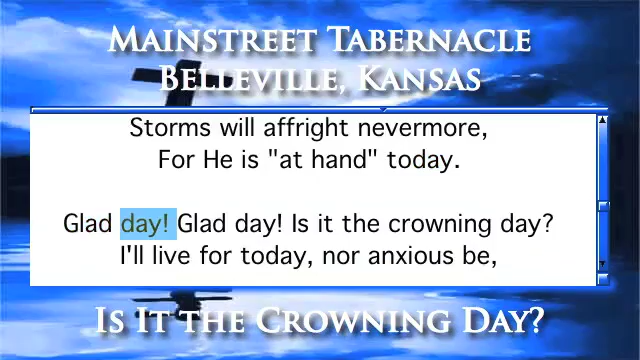 Mainstreet Tabernacle
Belleville, Kansas
Storms will affright nevermore,
For He is "at hand" today.
Glad day! Glad day! Is it the crowning day?
I'll live for today, nor anxious be,
Is It the Crowning Day?